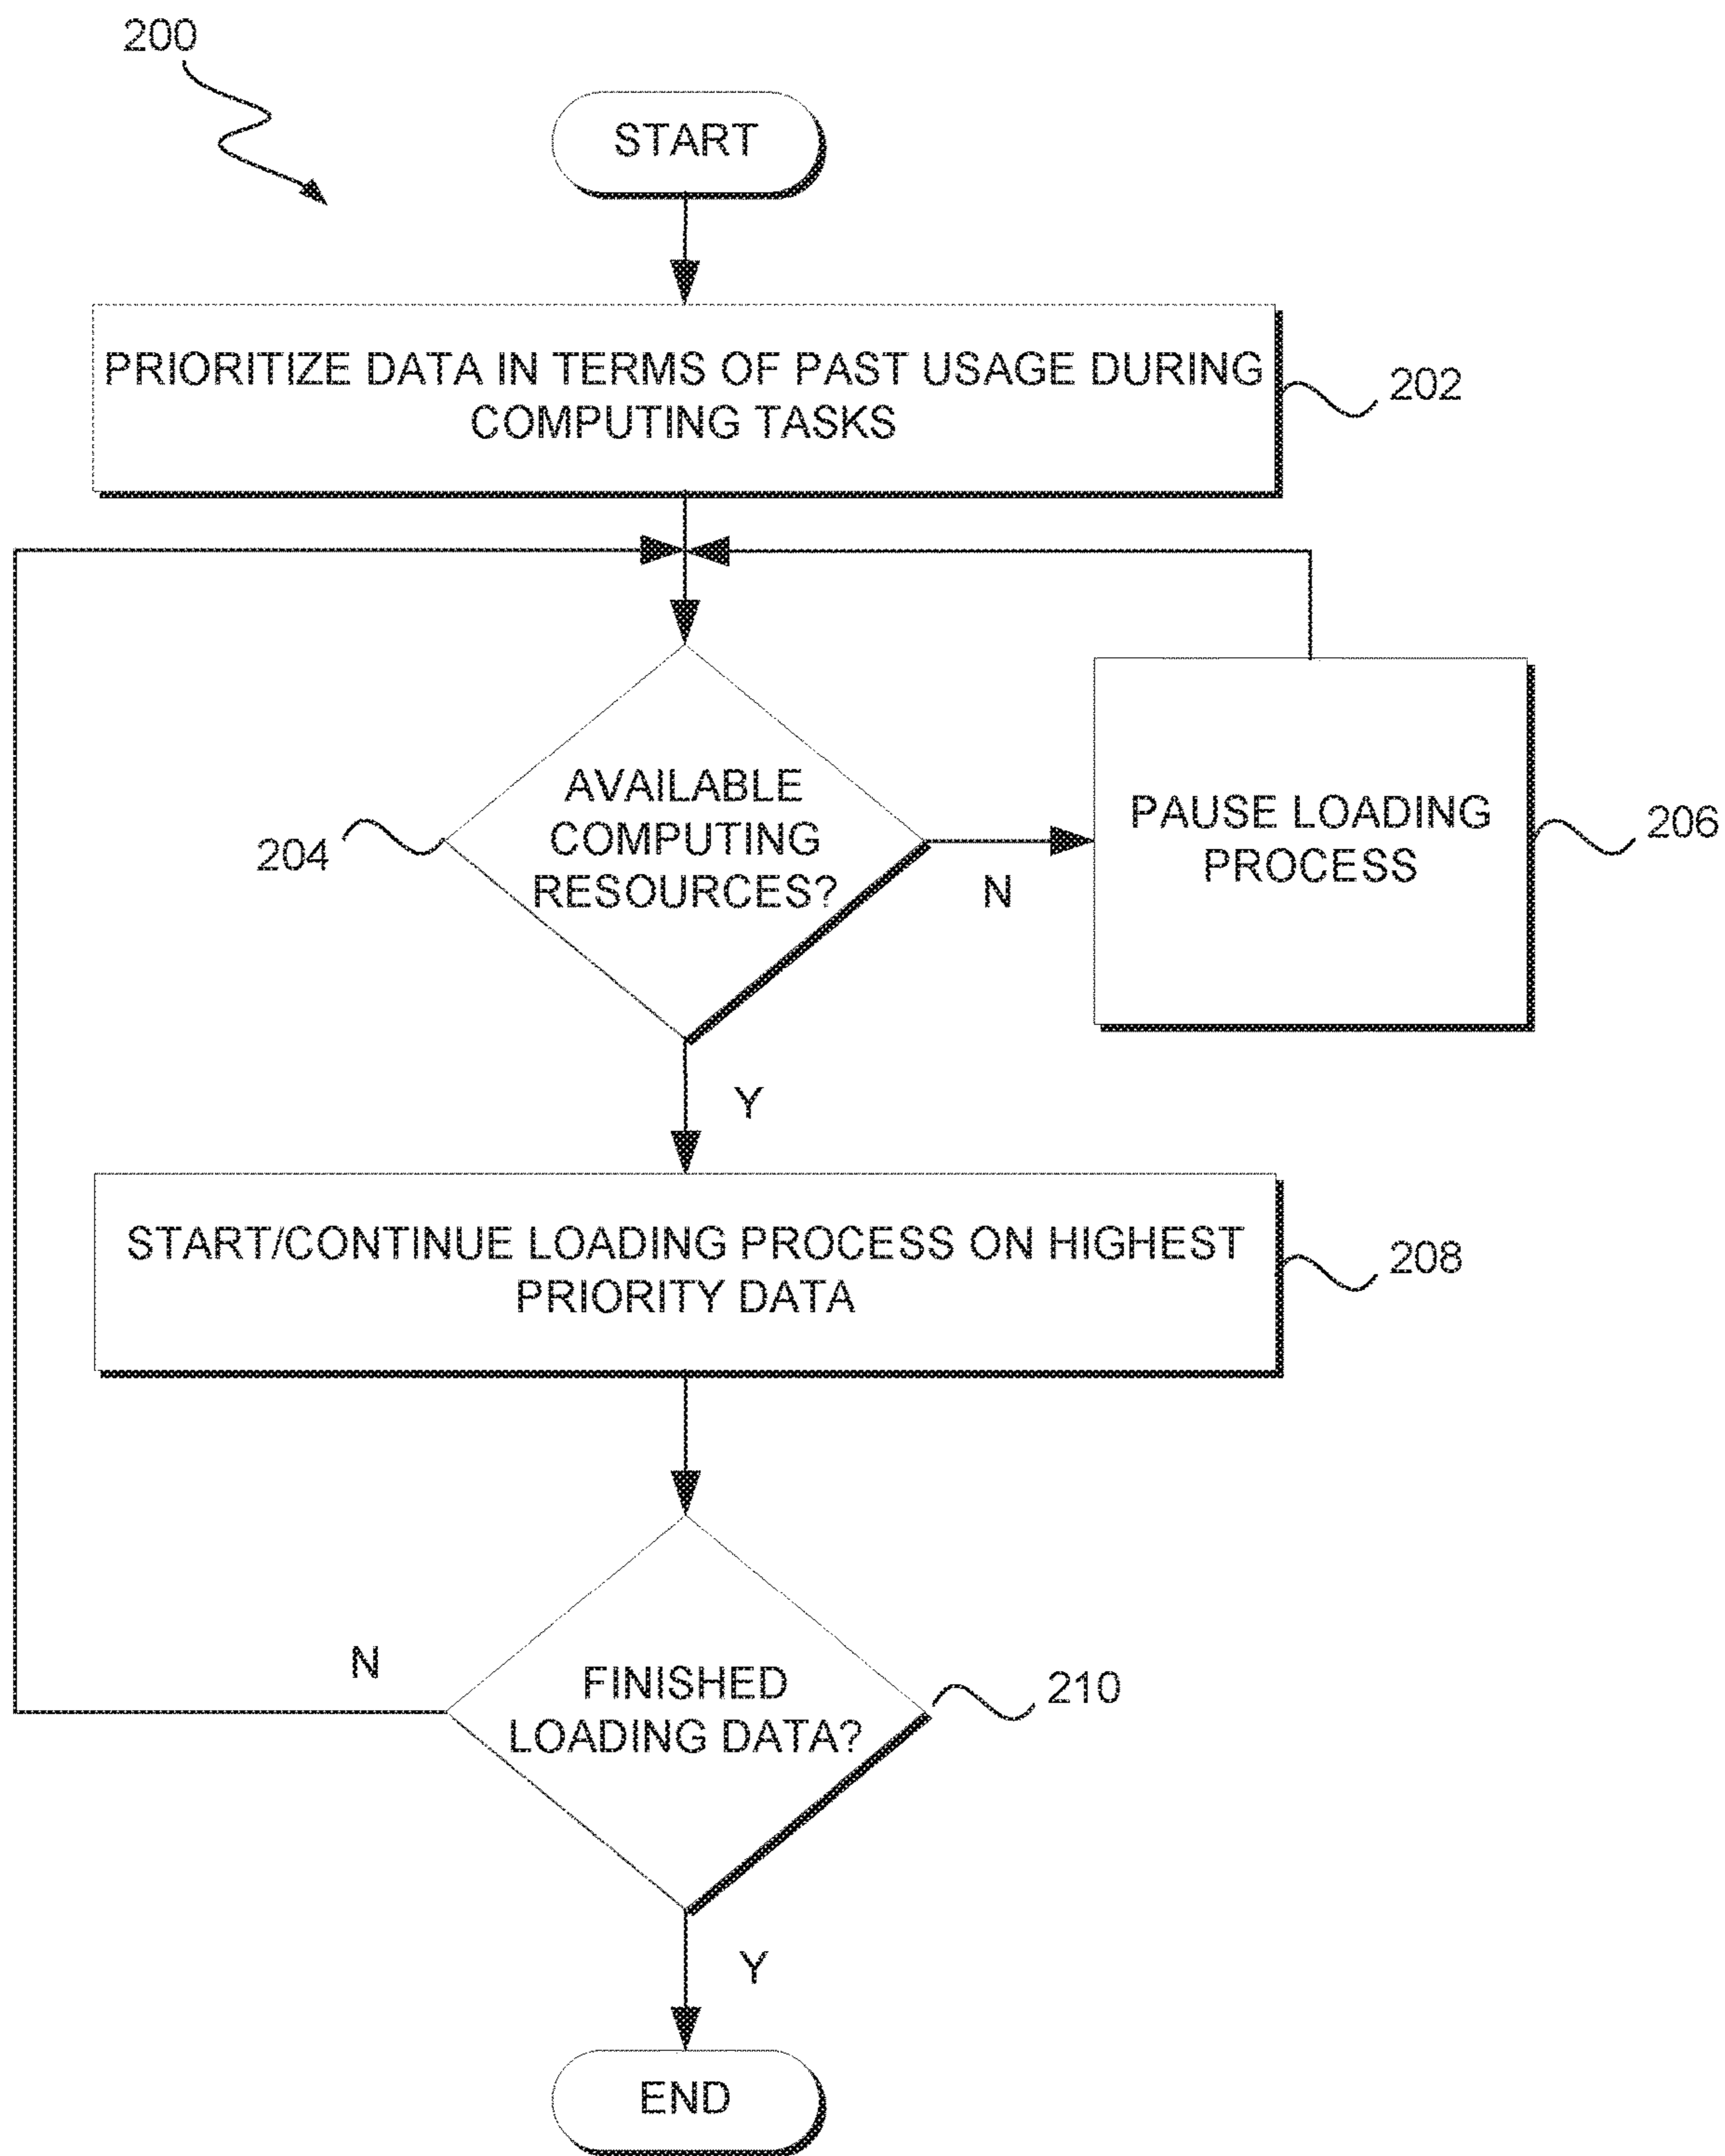 200
START
PRIORITIZE DATA IN TERMS OF PAST USAGE DURING
COMPUTING TASKS
202
AVAILABLE
COMPUTING
RESOURCES?
204
N
PAUSE LOADING
PROCESS
206
Y
START/CONTINUE LOADING PROCESS ON HIGHEST
PRIORITY DATA
208
N
FINISHED
LOADING DATA?
210
Y
END